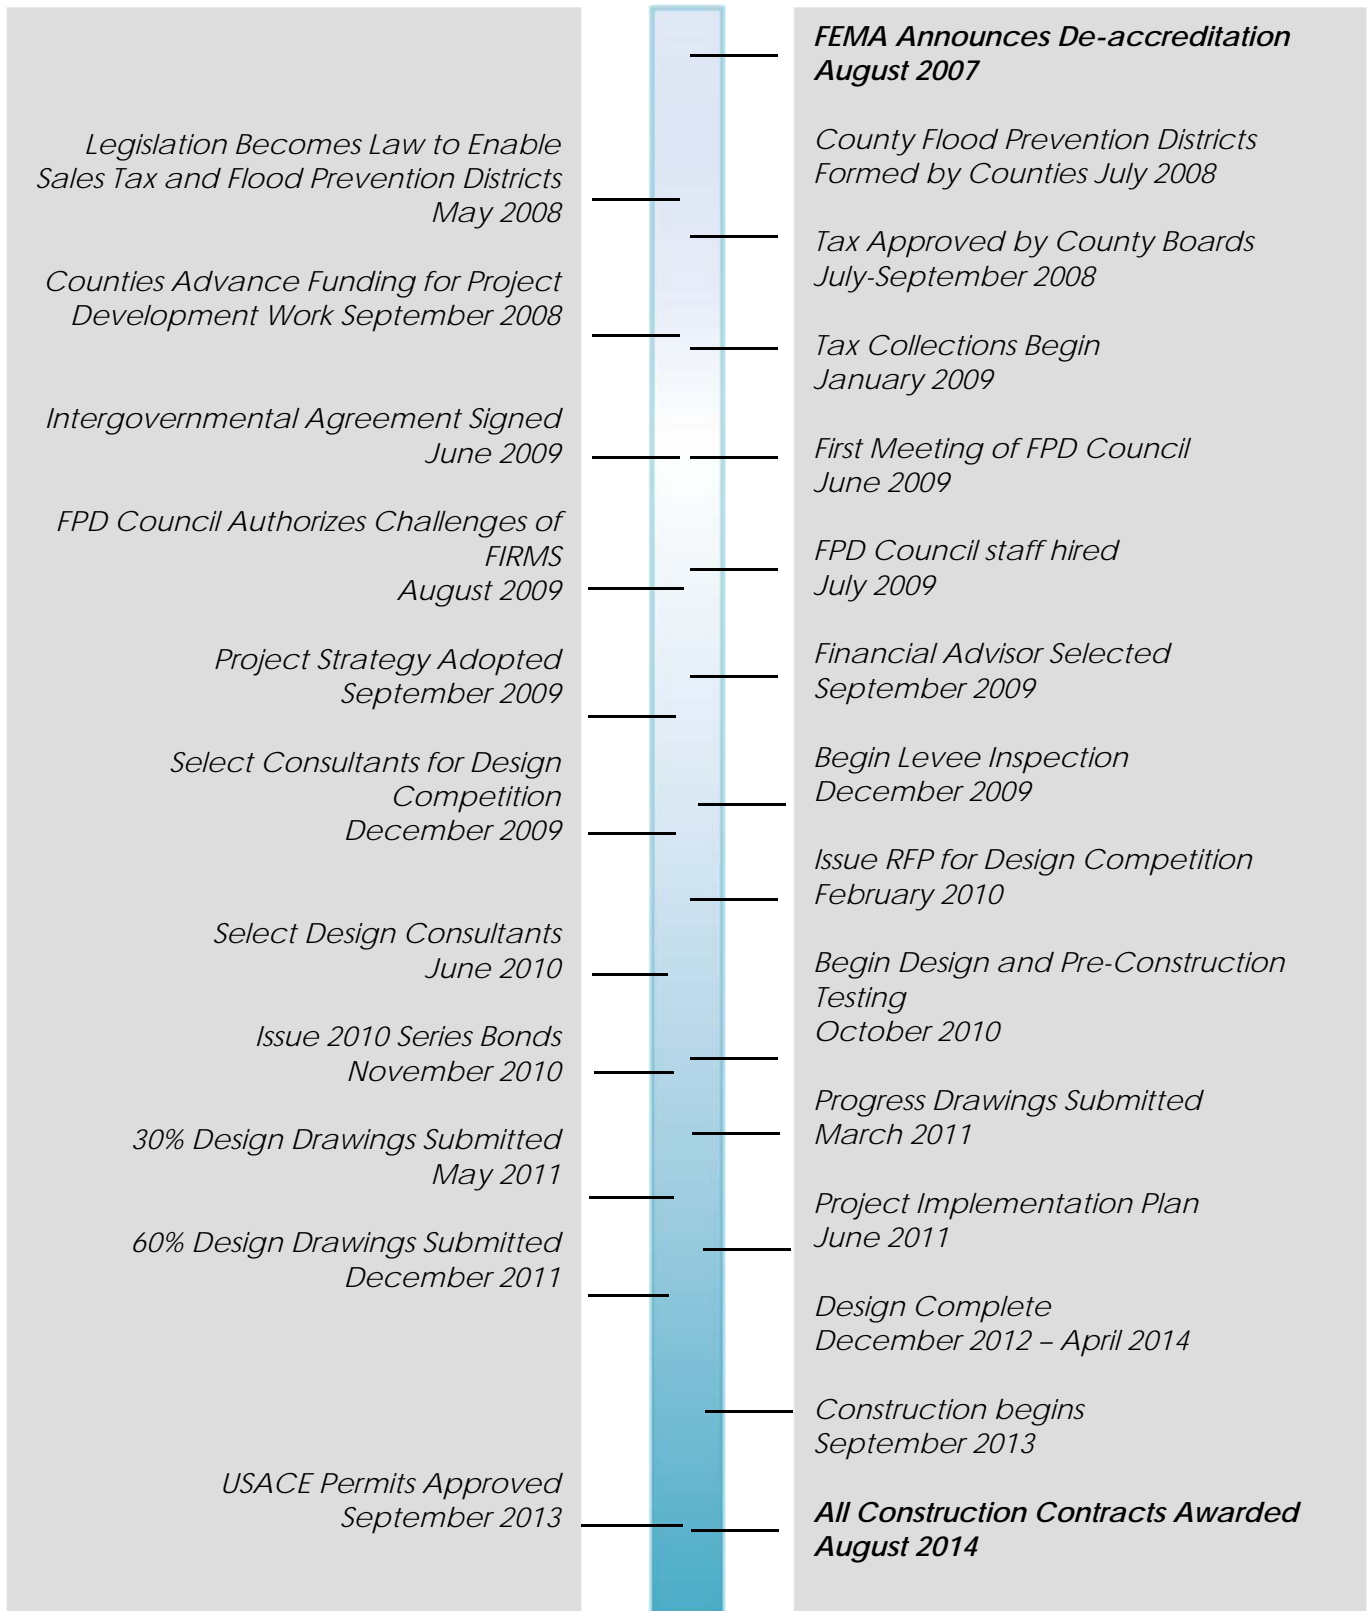 FEMA Announces De-accreditation
August 2007
Legislation Becomes Law to Enable
Sales Tax and Flood Prevention Districts
May 2008
County Flood Prevention Districts
Formed by Counties July 2008
Tax Approved by County Boards
July-September 2008
Counties Advance Funding for Project
Development Work September 2008
Tax Collections Begin
January 2009
Intergovernmental Agreement Signed
June 2009
First Meeting of FPD Council
June 2009
FPD Council Authorizes Challenges of
FIRMS
August 2009
FPD Council staff hired
July 2009
Project Strategy Adopted
September 2009
Financial Advisor Selected
September 2009
Select Consultants for Design
Competition
December 2009
Begin Levee Inspection
December 2009
Issue RFP for Design Competition
February 2010
Select Design Consultants
June 2010
Begin Design and Pre-Construction
Testing
October 2010
Issue 2010 Series Bonds
November 2010
Progress Drawings Submitted
March 2011
30% Design Drawings Submitted
May 2011
Project Implementation Plan
June 2011
60% Design Drawings Submitted
December 2011
Design Complete
December 2012 – April 2014
Construction begins
September 2013
USACE Permits Approved
September 2013
All Construction Contracts Awarded
August 2014